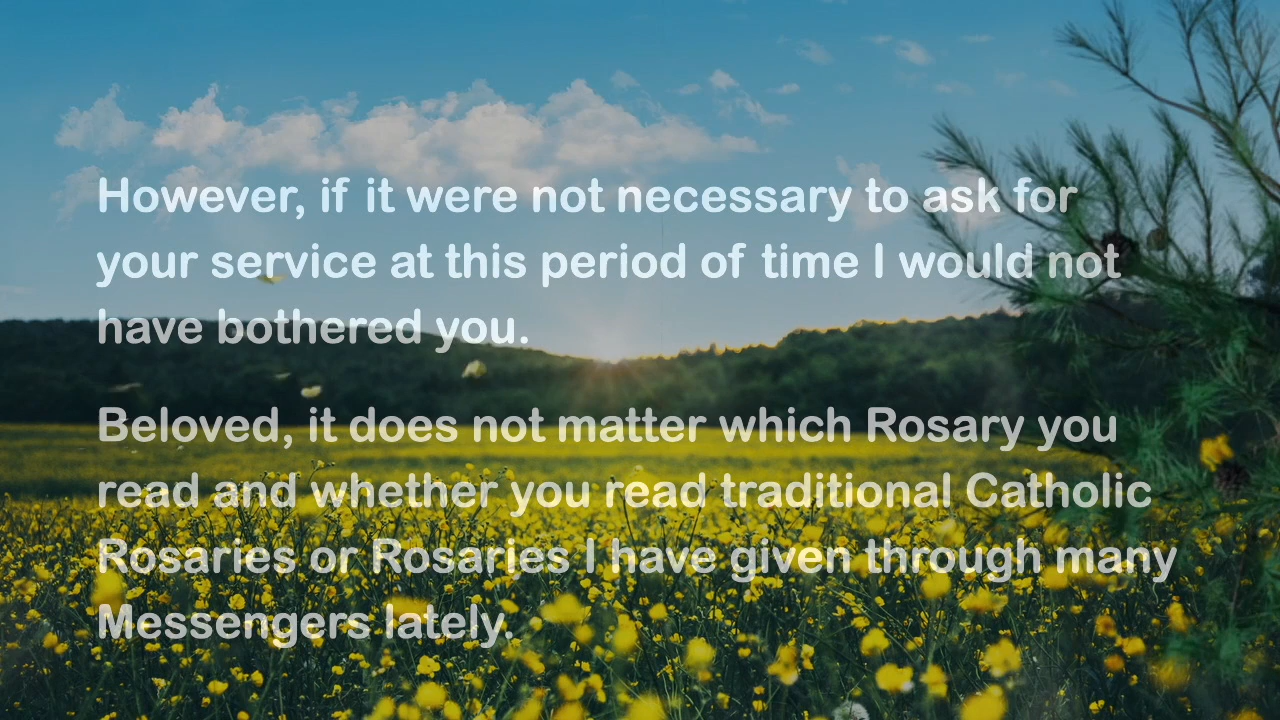 However, if it were not necessary to ask for
your service at this period of time I would not
have bothered you.
Beloved, it does not matter which Rosary you
read and whether you read traditional Catholic
Rosaries or Rosaries I have given through many
Messengers lately.